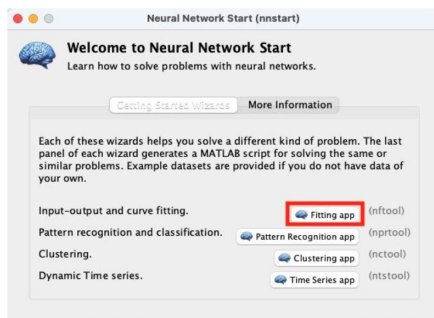 Neural Network Start (nnstart)
Welcome to Neural Network Start
Learn how to solve problems with neural networks.
Getting Started Wizards More Information
Each of these wizards helps you solve a different kind of problem. The last
panel of each wizard generates a MATLAB script for solving the same or
similar problems. Example datasets are provided if you do not have data of
your own.
Input-output and curve fitting. Fitting app (nftool)
Pattern recognition and classification. Pattern Recognition app (nprtool)
Clustering. Clustering app (nctool)
Dynamic Time series. Time Series app (ntstool)